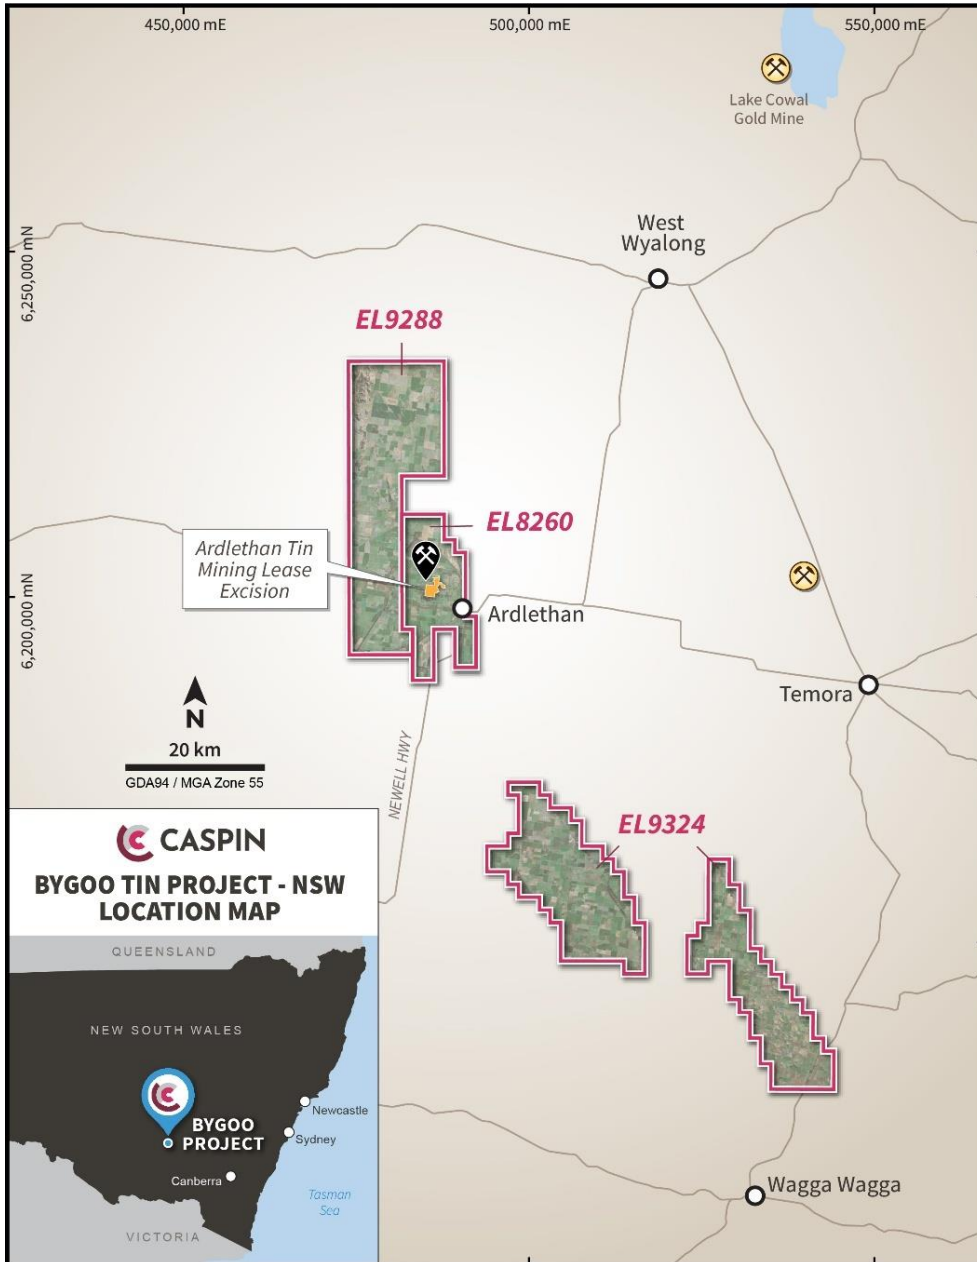 450,000 mE
500,000 mE
550,000 mE
Lake Cowal
Gold Mine
6,250,000 mN
West
Wyalong
EL9288
EL8260
Ardlethan Tin
Mining Lease
Excision
6,200,000 mN
Ardlethan
Temora
N
20 km
GDA94 / MGA Zone 55
NEWELL HWY
EL9324
CASPIN
BYGOO TIN PROJECT - NSW
LOCATION MAP
QUEENSLAND
NEW SOUTH WALES
BYGOO
PROJECT
Newcastle
Sydney
Canberra
Tasman
Sea
VICTORIA
Wagga Wagga